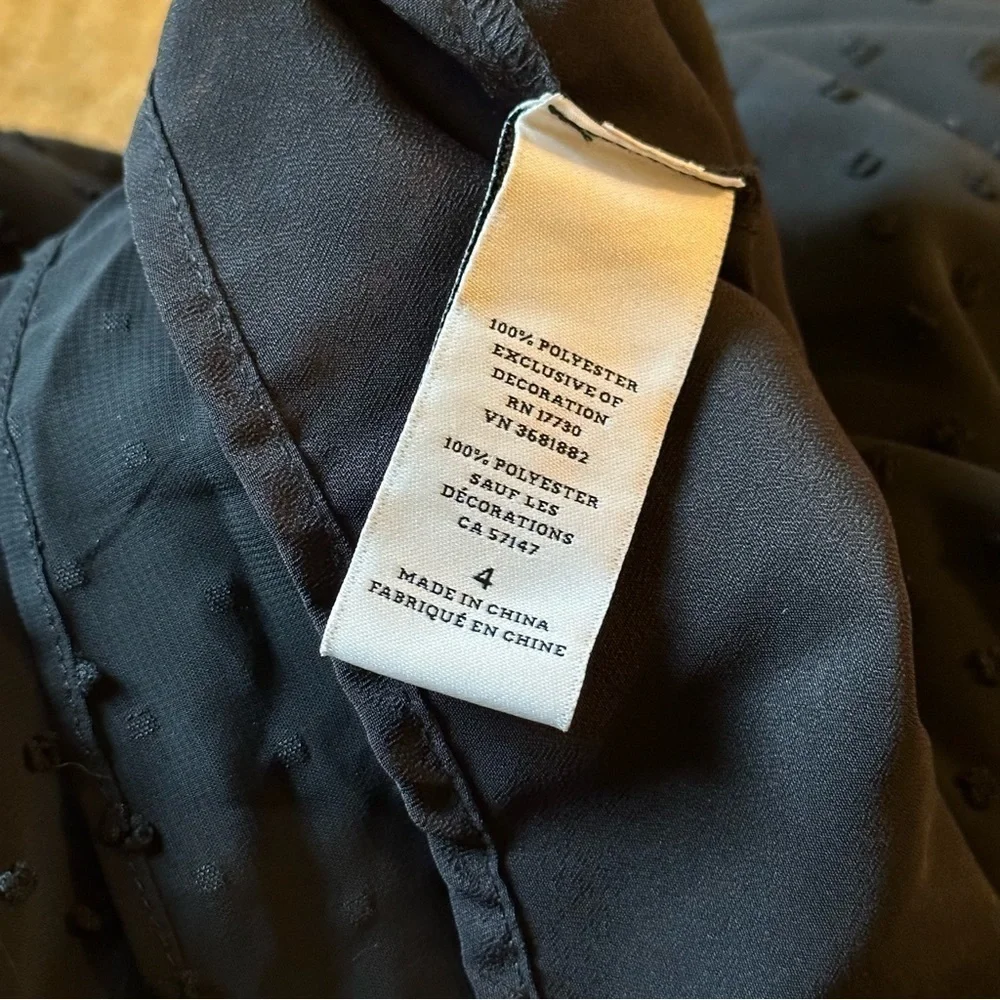 100% POLYESTER
EXCLUSIVE OF
DECORATION
RN 17730
VN 3681882
100% POLYESTER
SAUF LES
DÉCORATIONS
CA 57147
4
MADE IN CHINA
FABRIQUÉ EN CHINE